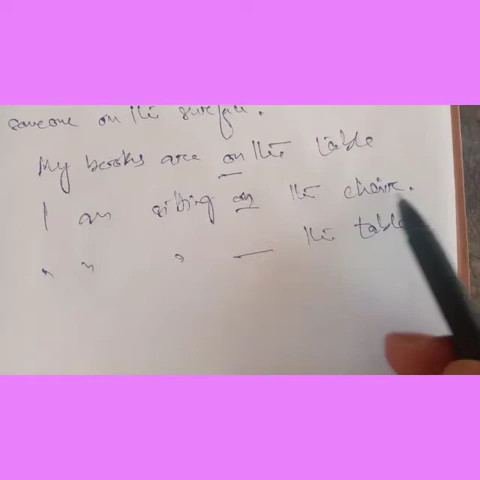 someone on the surface.
My books are on the table
I am sitting on the chair.
" " " — the table